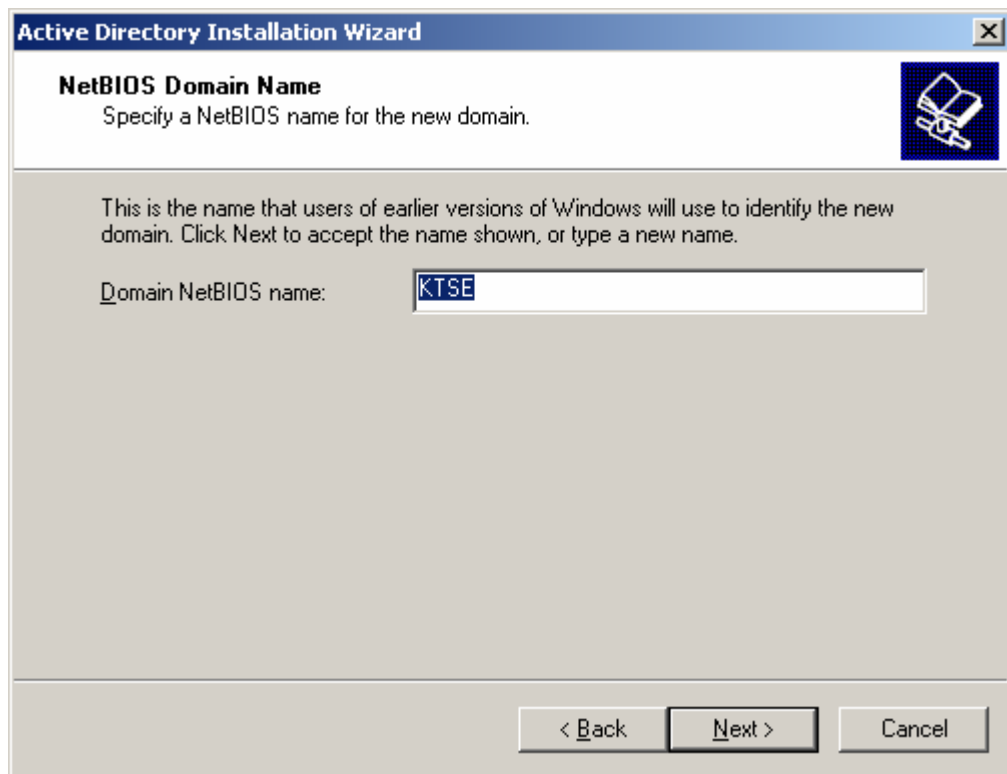 Active Directory Installation Wizard
NetBIOS Domain Name
Specify a NetBIOS name for the new domain.
This is the name that users of earlier versions of Windows will use to identify the new
domain. Click Next to accept the name shown, or type a new name.
Domain NetBIOS name: KTSE
< Back Next > Cancel